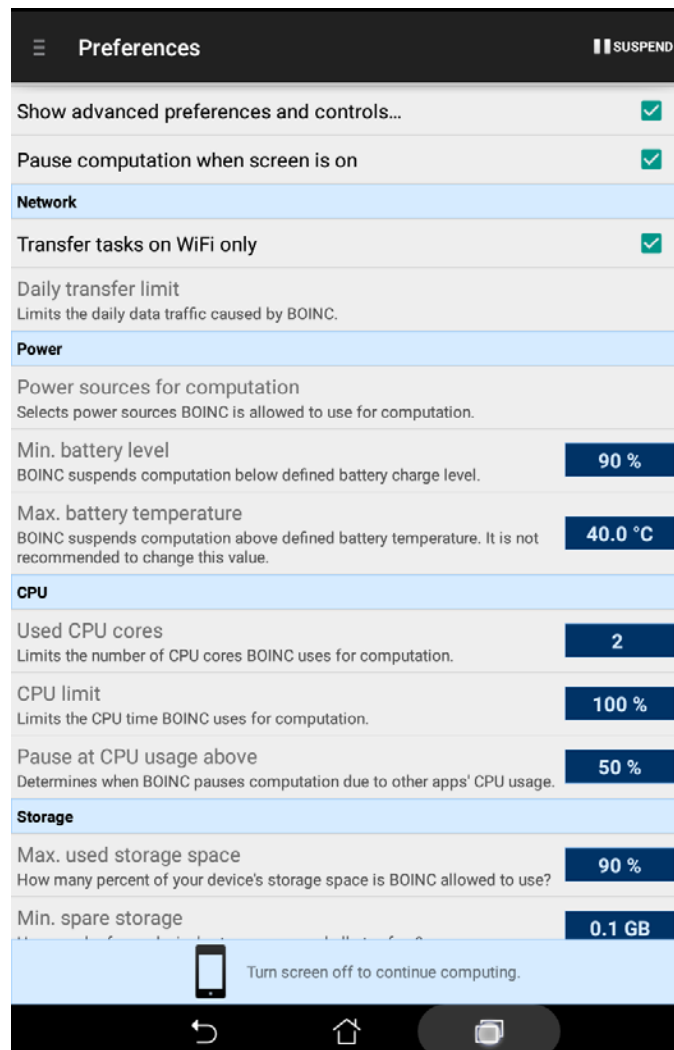 Preferences
SUSPEND
Show advanced preferences and controls...
Pause computation when screen is on
Network
Transfer tasks on WiFi only
Daily transfer limit
Limits the daily data traffic caused by BOINC.
Power
Power sources for computation
Selects power sources BOINC is allowed to use for computation.
Min. battery level
BOINC suspends computation below defined battery charge level.
90 %
Max. battery temperature
BOINC suspends computation above defined battery temperature. It is not
recommended to change this value.
40.0 °C
CPU
Used CPU cores
Limits the number of CPU cores BOINC uses for computation.
2
CPU limit
Limits the CPU time BOINC uses for computation.
100 %
Pause at CPU usage above
Determines when BOINC pauses computation due to other apps' CPU usage.
50 %
Storage
Max. used storage space
How many percent of your device's storage space is BOINC allowed to use?
90 %
Min. spare storage
0.1 GB
Turn screen off to continue computing.